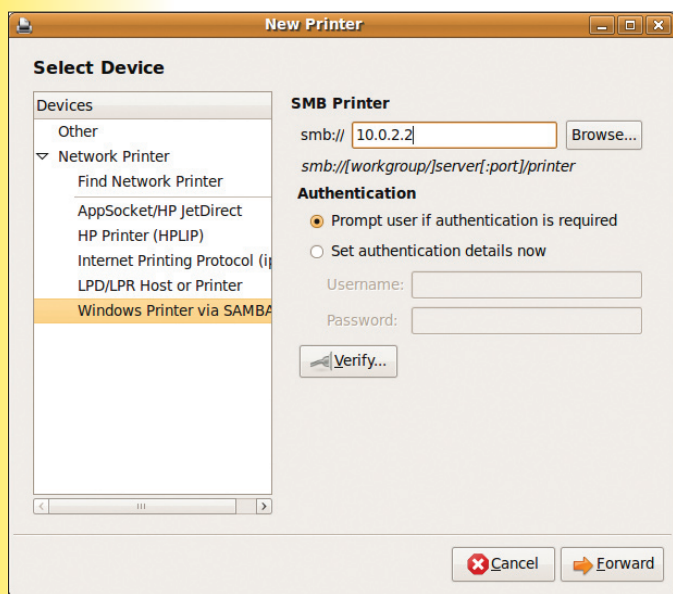 New Printer
Select Device
Devices
Other
Network Printer
Find Network Printer
AppSocket/HP JetDirect
HP Printer (HPLIP)
Internet Printing Protocol (i
LPD/LPR Host or Printer
Windows Printer via SAMBA
SMB Printer
smb:// 10.0.2.2 Browse...
smb://[workgroup/]server[:port]/printer
Authentication
Prompt user if authentication is required
Set authentication details now
Username:
Password:
Verify...
Cancel Forward